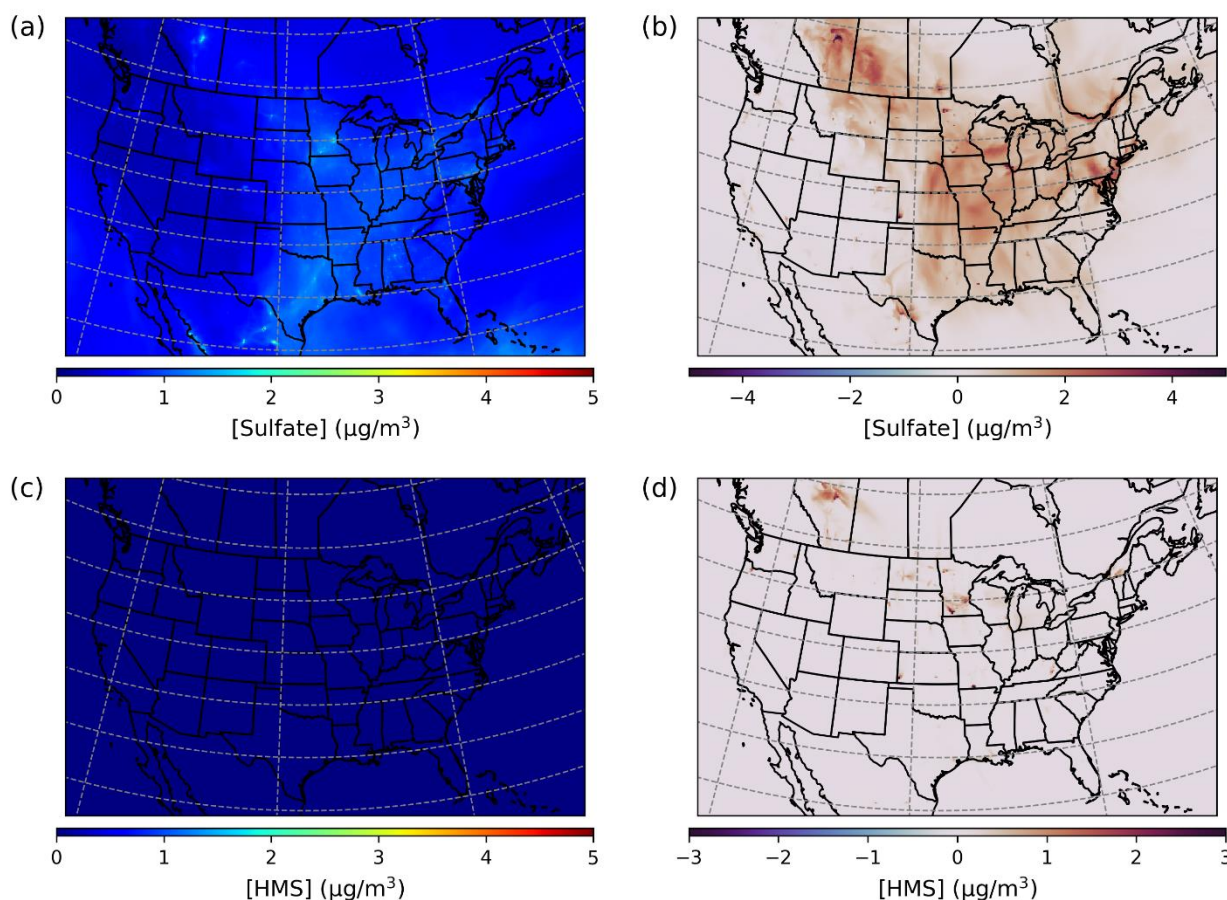 (a)
(b)
0 1 2 3 4 5
[Sulfate] (µg/m³)
−4 −2 0 2 4
[Sulfate] (µg/m³)
(c)
(d)
0 1 2 3 4 5
[HMS] (µg/m³)
−3 −2 −1 0 1 2 3
[HMS] (µg/m³)